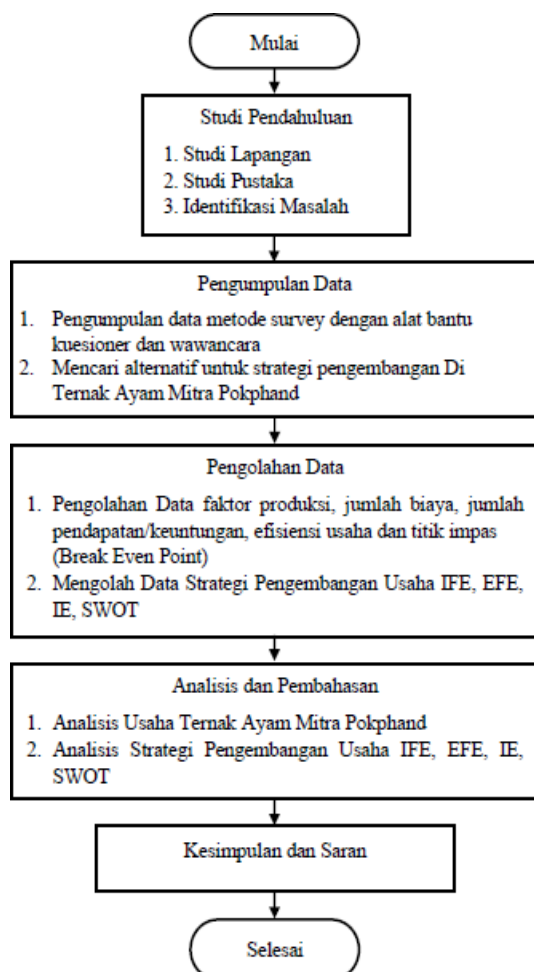 Mulai
Studi Pendahuluan
1. Studi Lapangan
2. Studi Pustaka
3. Identifikasi Masalah
Pengumpulan Data
1. Pengumpulan data metode survey dengan alat bantu
kuesioner dan wawancara
2. Mencari alternatif untuk strategi pengembangan Di
Ternak Ayam Mitra Pokphand
Pengolahan Data
1. Pengolahan Data faktor produksi, jumlah biaya, jumlah
pendapatan/keuntungan, efisiensi usaha dan titik impas
(Break Even Point)
2. Mengolah Data Strategi Pengembangan Usaha IFE, EFE,
IE, SWOT
Analisis dan Pembahasan
1. Analisis Usaha Ternak Ayam Mitra Pokphand
2. Analisis Strategi Pengembangan Usaha IFE, EFE, IE,
SWOT
Kesimpulan dan Saran
Selesai